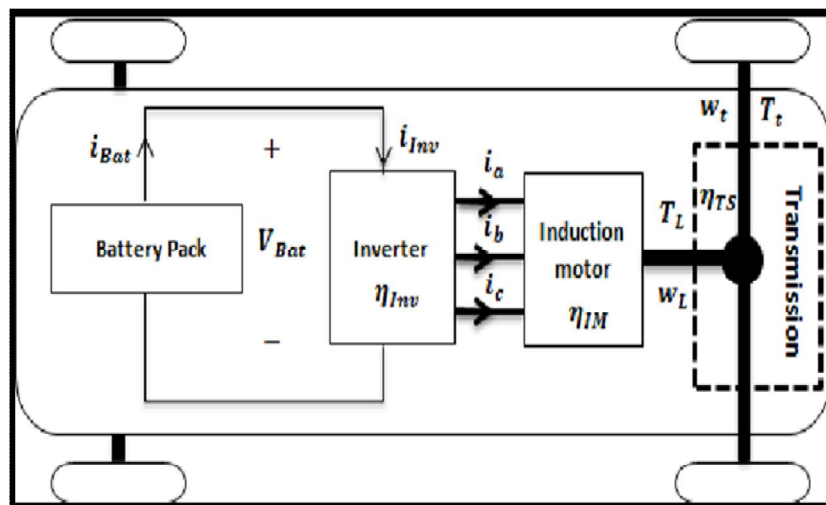 w_t
T_t
i_Bat
+
i_Inv
i_a
Battery Pack
V_Bat
Inverter
η_Inv
i_b
i_c
Induction
motor
η_IM
T_L
w_L
η_TS
Transmission
−